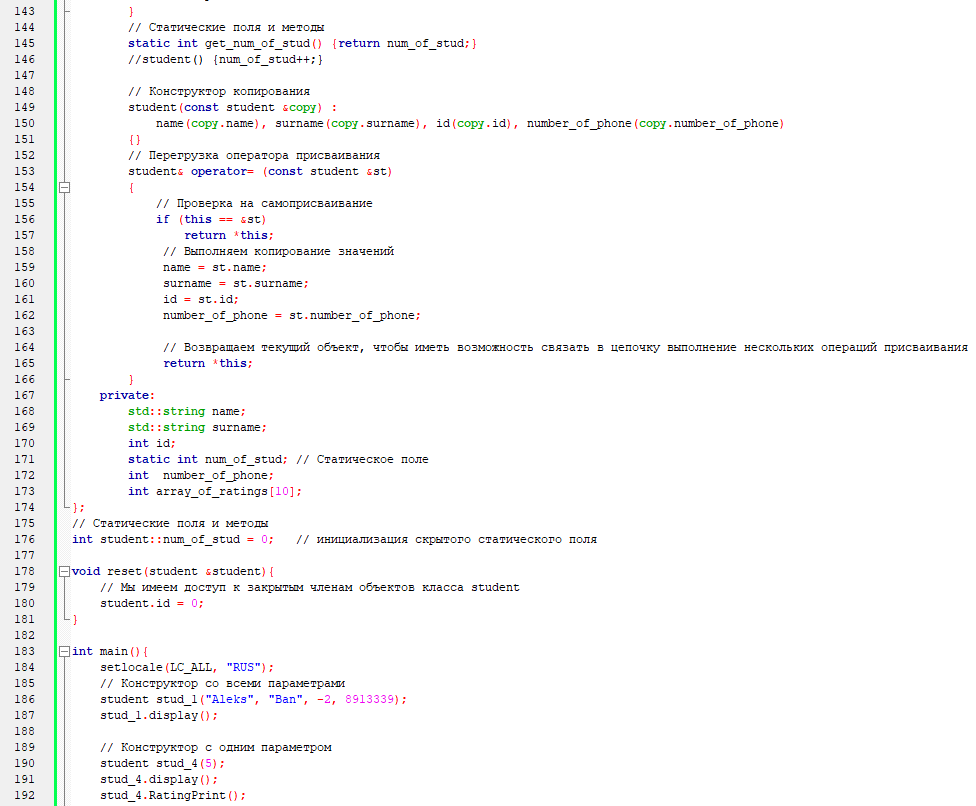 143 }
144 // Статические поля и методы
145 static int get_num_of_stud() {return num_of_stud;}
146 //student() {num_of_stud++;}
147
148 // Конструктор копирования
149 student(const student &copy) :
150 name(copy.name), surname(copy.surname), id(copy.id), number_of_phone(copy.number_of_phone)
151 {}
152 // Перегрузка оператора присваивания
153 student& operator= (const student &st)
154 {
155 // Проверка на самоприсваивание
156 if (this == &st)
157 return *this;
158 // Выполняем копирование значений
159 name = st.name;
160 surname = st.surname;
161 id = st.id;
162 number_of_phone = st.number_of_phone;
163
164 // Возвращаем текущий объект, чтобы иметь возможность связать в цепочку выполнение нескольких операций присваивания
165 return *this;
166 }
167 private:
168 std::string name;
169 std::string surname;
170 int id;
171 static int num_of_stud; // Статическое поле
172 int  number_of_phone;
173 int array_of_ratings[10];
174 };
175 // Статические поля и методы
176 int student::num_of_stud = 0;   // инициализация скрытого статического поля
177
178 void reset(student &student){
179 // Мы имеем доступ к закрытым членам объектов класса student
180 student.id = 0;
181 }
182
183 int main(){
184 setlocale(LC_ALL, "RUS");
185 // Конструктор со всеми параметрами
186 student stud_1("Aleks", "Ban", -2, 8913339);
187 stud_1.display();
188
189 // Конструктор с одним параметром
190 student stud_4(5);
191 stud_4.display();
192 stud_4.RatingPrint();